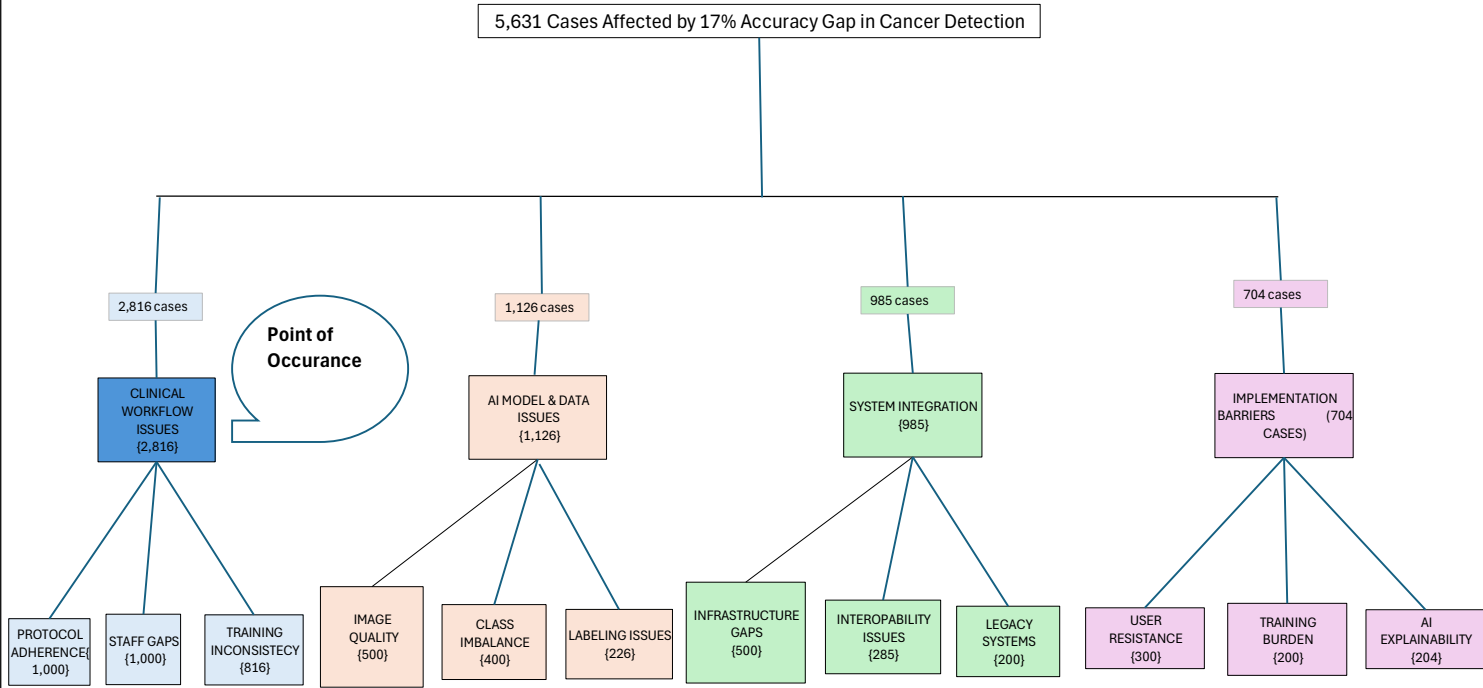 5,631 Cases Affected by 17% Accuracy Gap in Cancer Detection
2,816 cases
1,126 cases
985 cases
704 cases
Point of
Occurance
CLINICAL
WORKFLOW
ISSUES
{2,816}
AI MODEL & DATA
ISSUES
{1,126}
SYSTEM INTEGRATION
{985}
IMPLEMENTATION
BARRIERS (704
CASES)
PROTOCOL
ADHERENCE{
1,000}
STAFF GAPS
{1,000}
TRAINING
INCONSISTECY
{816}
IMAGE
QUALITY
{500}
CLASS
IMBALANCE
{400}
LABELING ISSUES
{226}
INFRASTRUCTURE
GAPS
{500}
INTEROPABILITY
ISSUES
{285}
LEGACY
SYSTEMS
{200}
USER
RESISTANCE
{300}
TRAINING
BURDEN
{200}
AI
EXPLAINABILITY
{204}